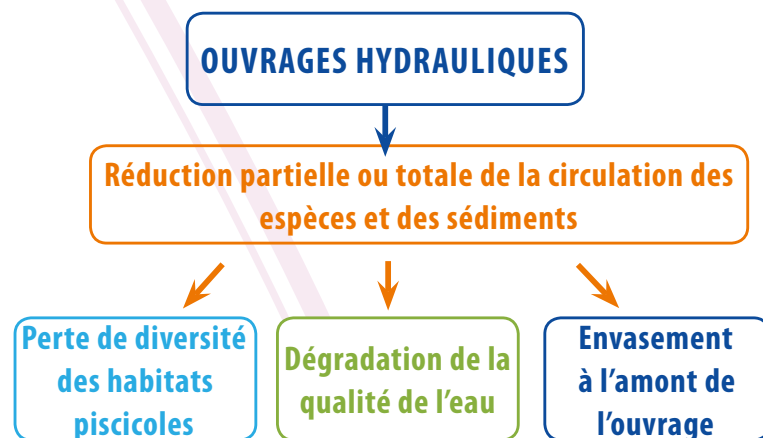 OUVRAGES HYDRAULIQUES
Réduction partielle ou totale de la circulation des
espèces et des sédiments
Perte de diversité
des habitats
piscicoles
Dégradation de la
qualité de l’eau
Envasement
à l’amont de
l’ouvrage